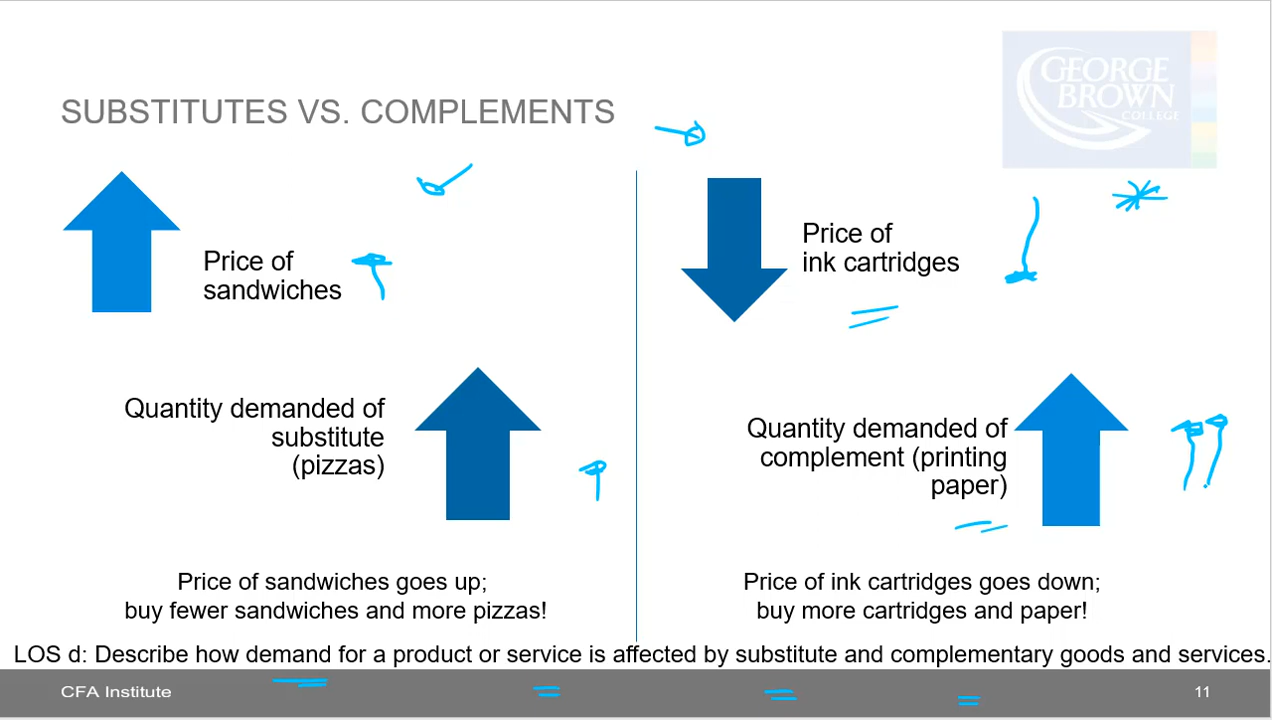 GEORGE
BROWN
COLLEGE
SUBSTITUTES VS. COMPLEMENTS
Price of
sandwiches
Quantity demanded of
substitute
(pizzas)
Price of sandwiches goes up;
buy fewer sandwiches and more pizzas!
Price of
ink cartridges
Quantity demanded of
complement (printing
paper)
Price of ink cartridges goes down;
buy more cartridges and paper!
LOS d: Describe how demand for a product or service is affected by substitute and complementary goods and services.
CFA Institute
11